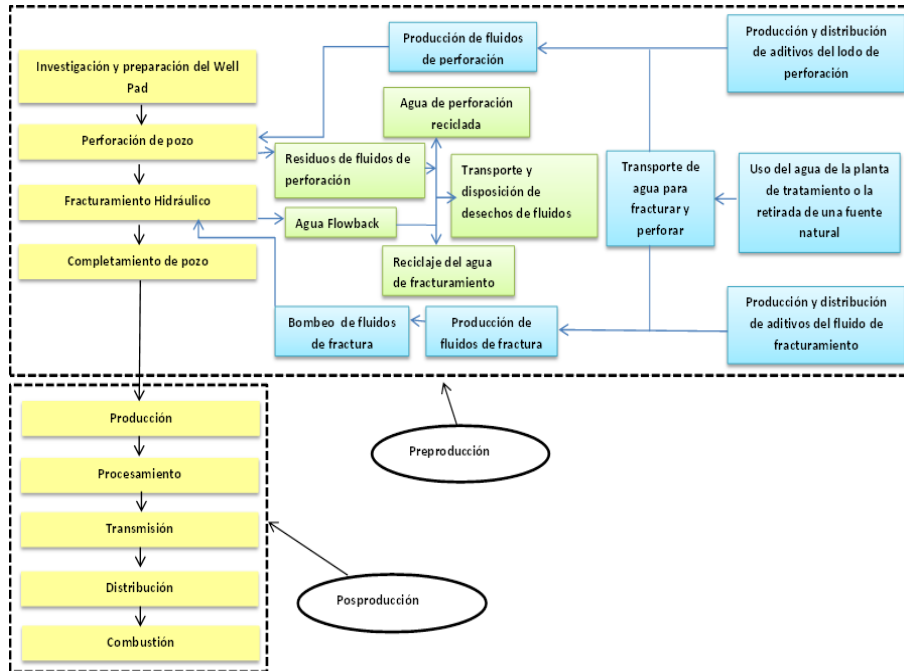 Investigación y preparación del Well
Pad
Perforación de pozo
Fracturamiento Hidráulico
Completamiento de pozo
Producción de fluidos
de perforación
Producción y distribución
de aditivos del lodo de
perforación
Agua de perforación
reciclada
Residuos de fluidos de
perforación
Transporte y
disposición de
desechos de fluidos
Agua Flowback
Reciclaje del agua
de fracturamiento
Transporte de
agua para
fracturar y
perforar
Uso del agua de la planta
de tratamiento o la
retirada de una fuente
natural
Bombeo de fluidos
de fractura
Producción de
fluidos de fractura
Producción y distribución
de aditivos del fluido de
fracturamiento
Preproducción
Producción
Procesamiento
Transmisión
Distribución
Combustión
Posproducción